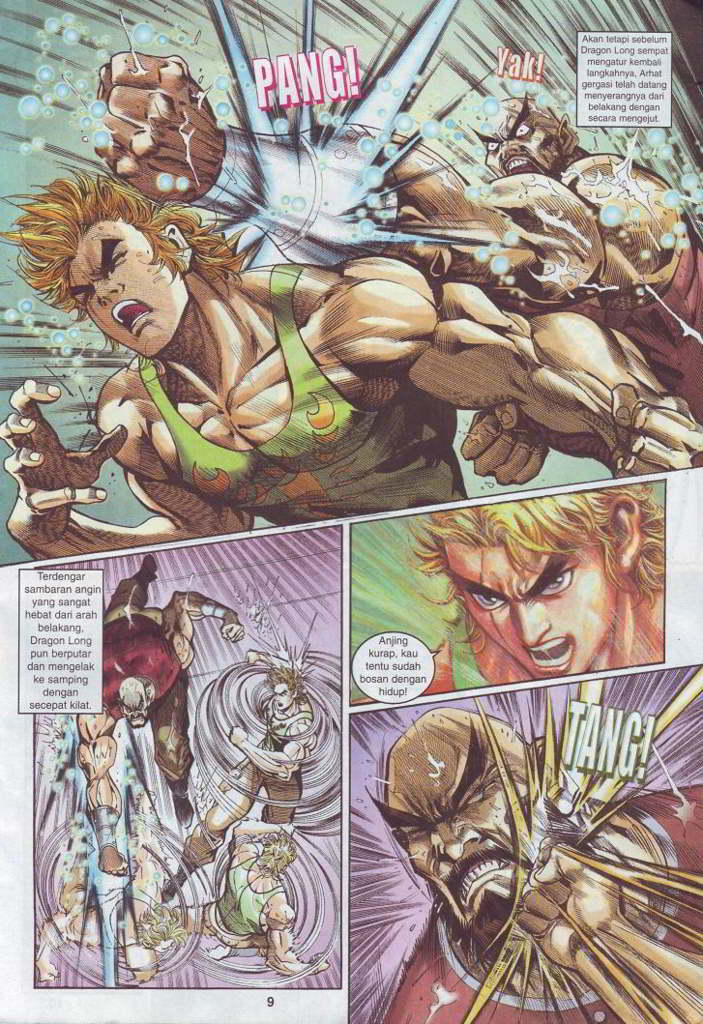 Akan tetapi sebelum
Dragon Long sempat
mengatur kembali
langkahnya, Arhat
gergasi telah datang
menyerangnya dari
belakang dengan
secara mengejut.
PANG!
Yak!
Terdengar
sambaran angin
yang sangat
hebat dari arah
belakang,
Dragon Long
pun berputar
dan mengelak
ke samping
dengan
secepat kilat.
Anjing
kurap, kau
tentu sudah
bosan dengan
hidup!
TANG!
9